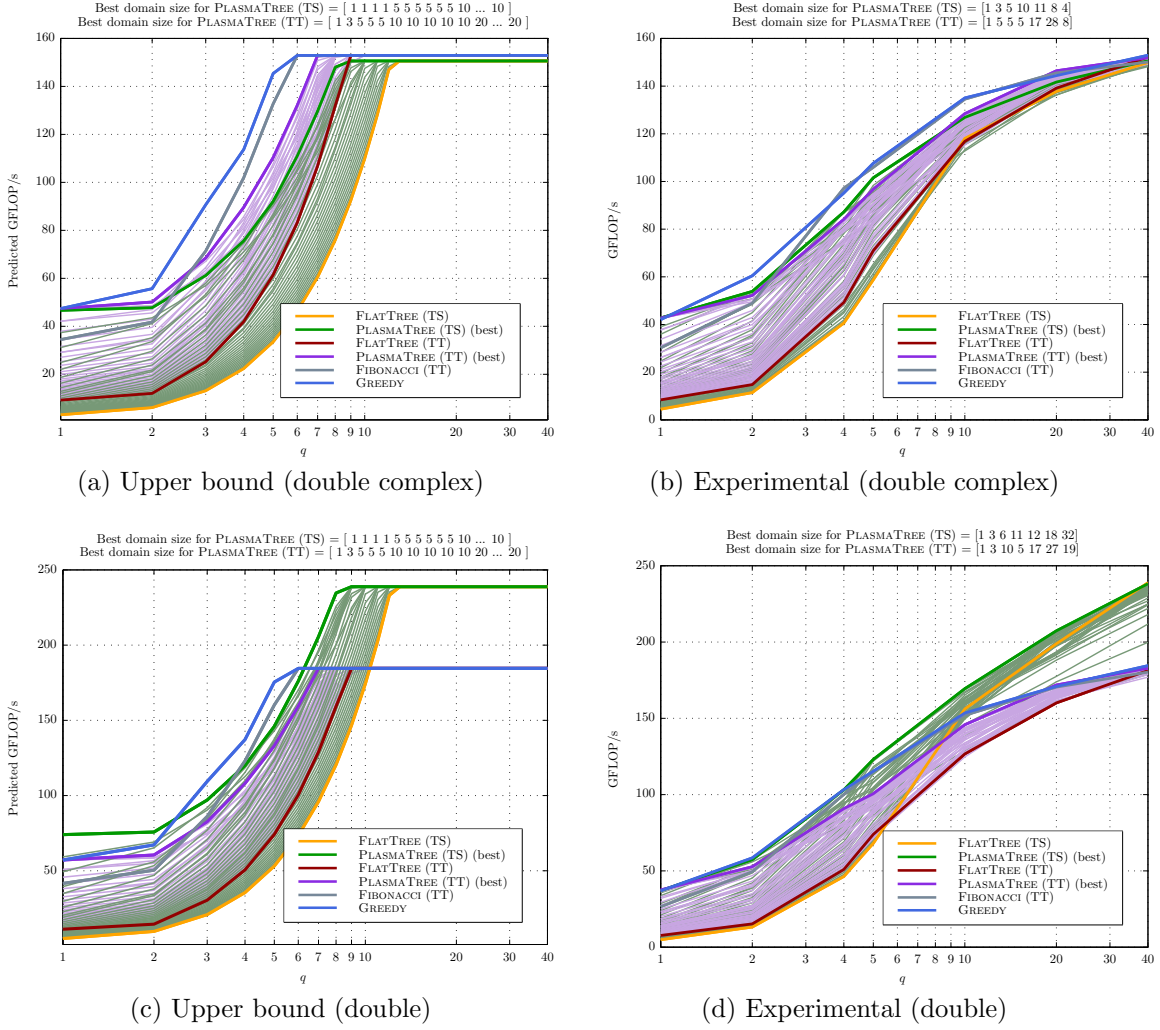 Best domain size for PLASMATREE (TS) = [ 1 1 1 1 5 5 5 5 5 5 10 ... 10 ]
Best domain size for PLASMATREE (TT) = [ 1 3 5 5 5 10 10 10 10 10 20 ... 20 ]
160
140
120
100
80
60
40
20
Predicted GFLOP/s
FLATTREE (TS)
PLASMATREE (TS) (best)
FLATTREE (TT)
PLASMATREE (TT) (best)
FIBONACCI (TT)
GREEDY
1 2 3 4 5 6 7 8 9 10 20 30 40
q
(a) Upper bound (double complex)
Best domain size for PLASMATREE (TS) = [1 3 5 10 11 8 4]
Best domain size for PLASMATREE (TT) = [1 5 5 5 17 28 8]
160
140
120
100
80
60
40
20
0
GFLOP/s
FLATTREE (TS)
PLASMATREE (TS) (best)
FLATTREE (TT)
PLASMATREE (TT) (best)
FIBONACCI (TT)
GREEDY
1 2 3 4 5 6 7 8 9 10 20 30 40
q
(b) Experimental (double complex)
Best domain size for PLASMATREE (TS) = [ 1 1 1 1 5 5 5 5 5 5 10 ... 10 ]
Best domain size for PLASMATREE (TT) = [ 1 3 5 5 5 10 10 10 10 10 20 ... 20 ]
250
200
150
100
50
Predicted GFLOP/s
FLATTREE (TS)
PLASMATREE (TS) (best)
FLATTREE (TT)
PLASMATREE (TT) (best)
FIBONACCI (TT)
GREEDY
1 2 3 4 5 6 7 8 9 10 20 30 40
q
(c) Upper bound (double)
Best domain size for PLASMATREE (TS) = [1 3 6 11 12 18 32]
Best domain size for PLASMATREE (TT) = [1 3 10 5 17 27 19]
250
200
150
100
50
0
GFLOP/s
FLATTREE (TS)
PLASMATREE (TS) (best)
FLATTREE (TT)
PLASMATREE (TT) (best)
FIBONACCI (TT)
GREEDY
1 2 3 4 5 6 7 8 9 10 20 30 40
q
(d) Experimental (double)